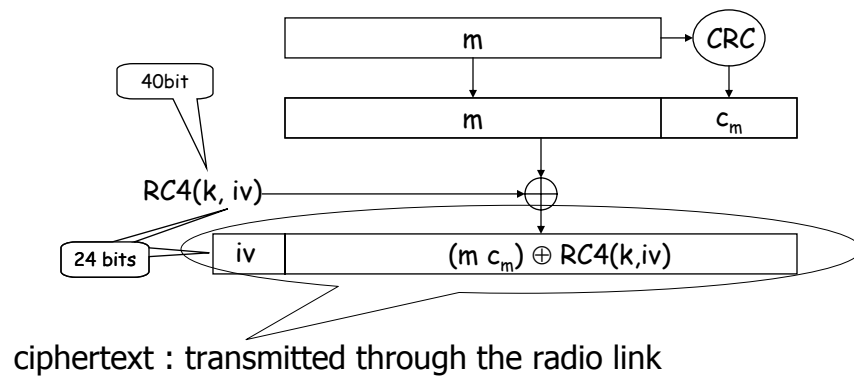 m
CRC
40bit
m
cₘ
RC4(k, iv)
24 bits
iv
(m cₘ) ⊕ RC4(k,iv)
ciphertext : transmitted through the radio link